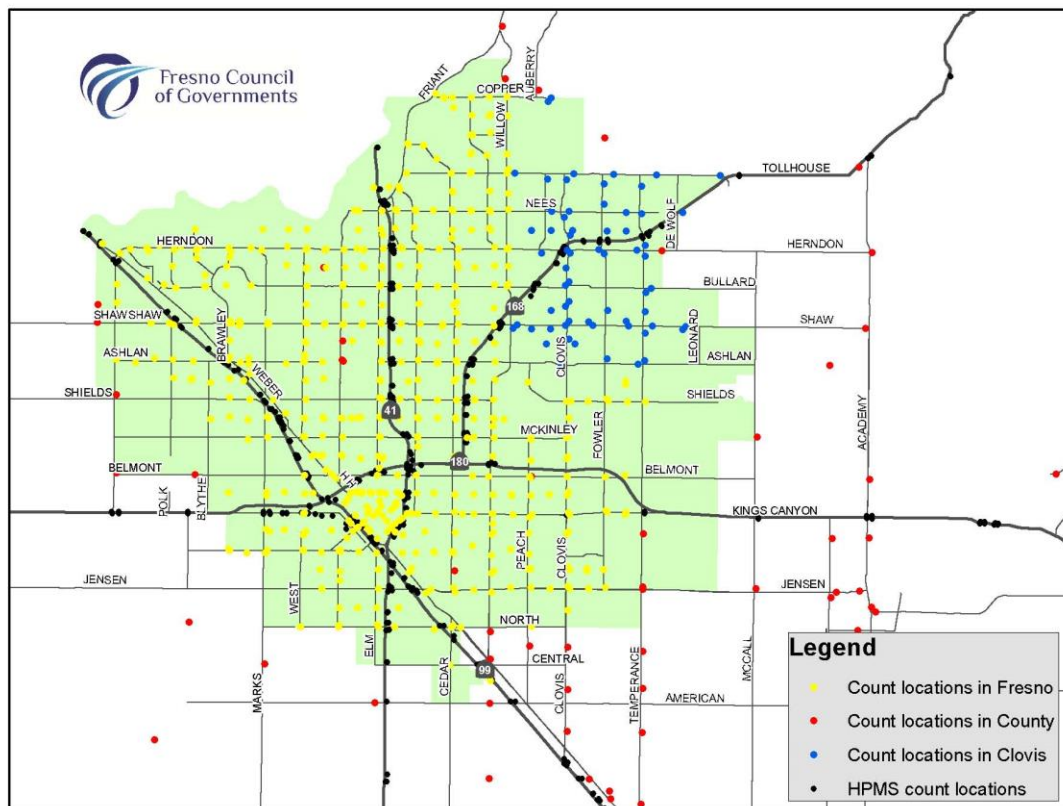 Fresno Council
of Governments
FRIANT
COPPER
AUBERRY
WILLOW
TOLLHOUSE
NEES
DE WOLF
HERNDON
HERNDON
BULLARD
168
SHAWSHAW
BRAWLEY
CLOVIS
LEONARD
SHAW
ASHLAN
ASHLAN
WEBER
SHIELDS
SHIELDS
41
MCKINLEY
FOWLER
ACADEMY
180
BELMONT
BELMONT
HH
POLK
BLYTHE
KINGS CANYON
PEACH
CLOVIS
JENSEN
WEST
JENSEN
NORTH
ELM
CEDAR
CENTRAL
99
MARKS
CLOVIS
TEMPERANCE
AMERICAN
MCCALL
Legend
Count locations in Fresno
Count locations in County
Count locations in Clovis
HPMS count locations